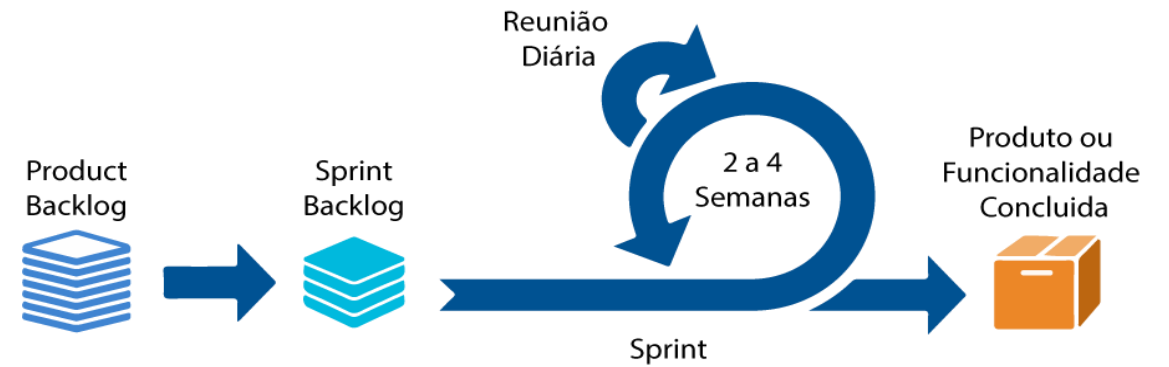 Product
Backlog
Sprint
Backlog
Reunião
Diária
2 a 4
Semanas
Sprint
Produto ou
Funcionalidade
Concluida